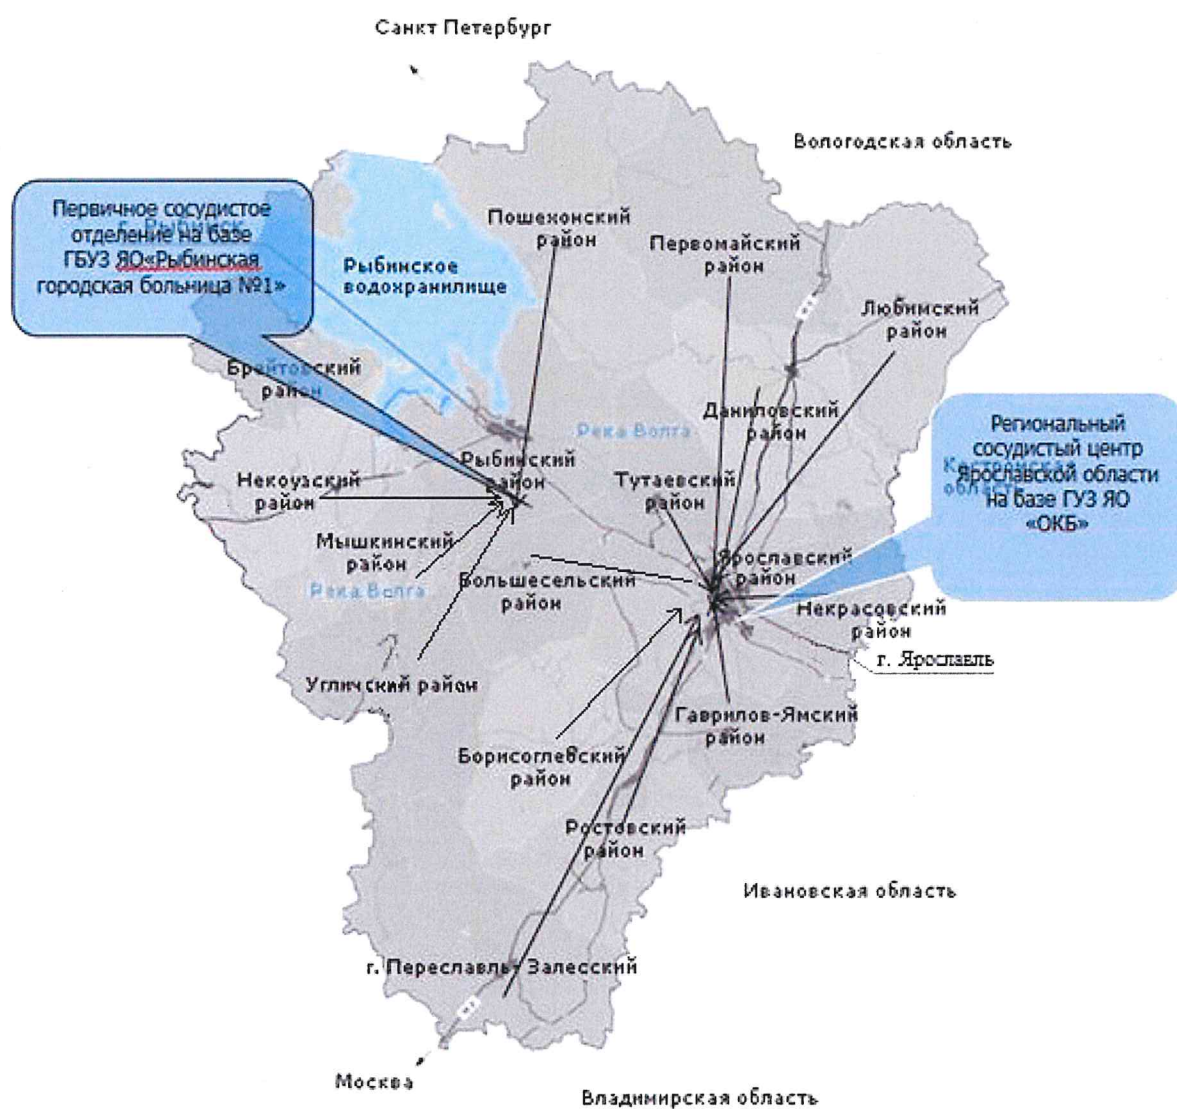 Санкт Петербург
Вологодская область
Первичное сосудистое
отделение на базе
ГБУЗ ЯО«Рыбинская
городская больница №1»
г. Рыбинск
Пошехонский
район
Первомайский
район
Рыбинское
водохранилище
Любимский
район
Брейтовский
район
Даниловский
район
Река Волга
Региональный
сосудистый центр
Ярославской области
на базе ГУЗ ЯО
«ОКБ»
Костромская
область
Рыбинский
район
Некоузский
район
Тутаевский
район
Мышкинский
район
Ярославский
район
Большесельский
район
Река Волга
Некрасовский
район
г. Ярославль
Угличский район
Гаврилов-Ямский
район
Борисоглебский
район
Ростовский
район
Ивановская область
г. Переславль- Залесский
Москва
Владимирская область